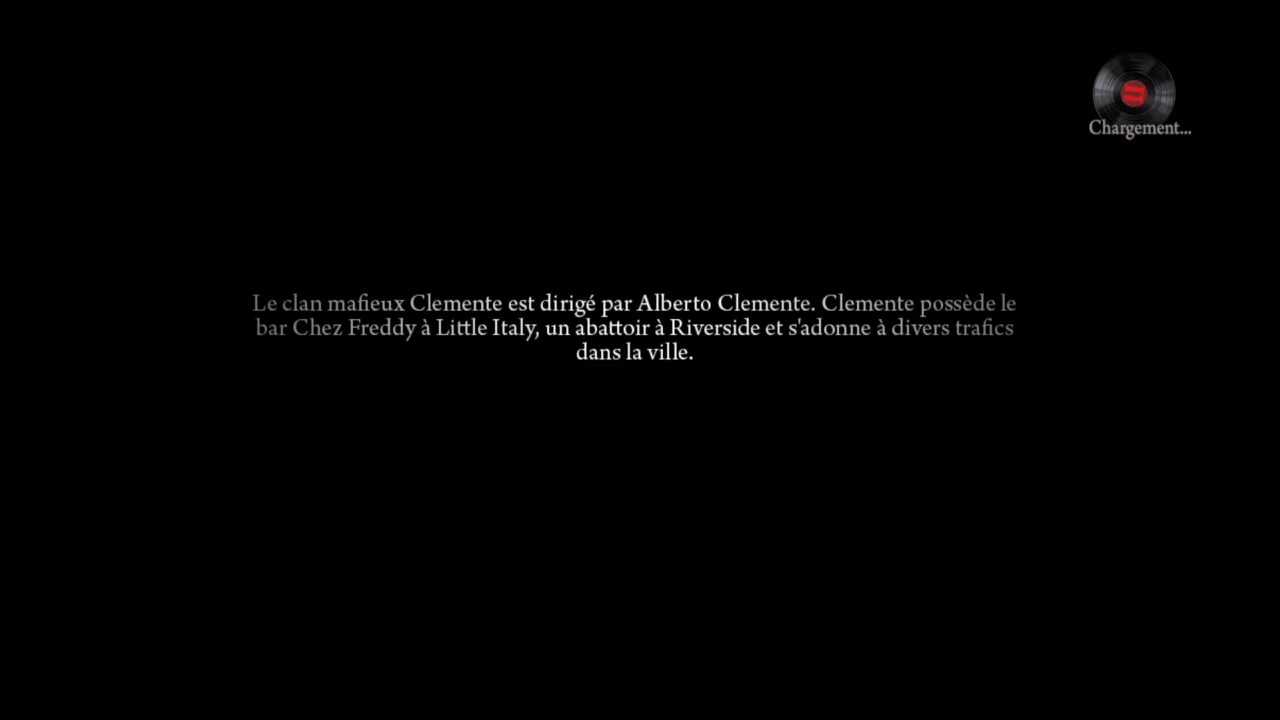 Chargement...
Le clan mafieux Clemente est dirigé par Alberto Clemente. Clemente possède le
bar Chez Freddy à Little Italy, un abattoir à Riverside et s'adonne à divers trafics
dans la ville.